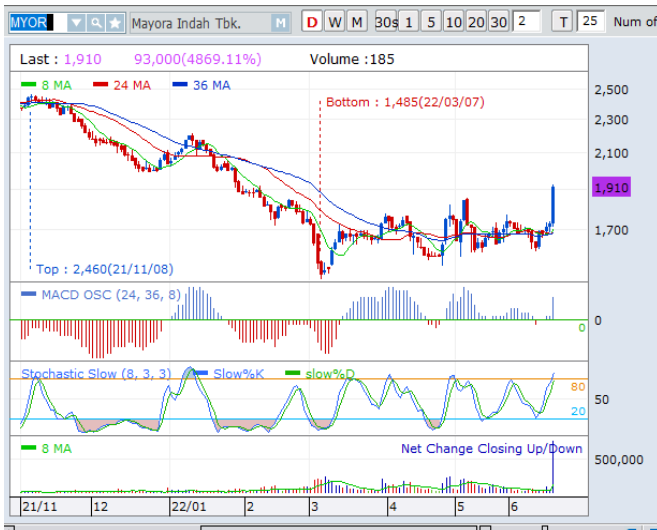 MYOR Mayora Indah Tbk. M D W M 30s 1 5 10 20 30 2 T 25 Num of
Last : 1,910 93,000(4869.11%) Volume :185
8 MA 24 MA 36 MA
Bottom : 1,485(22/03/07)
2,500
2,300
2,100
1,910
1,700
Top : 2,460(21/11/08)
MACD OSC (24, 36, 8)
0 0
Stochastic Slow (8, 3, 3) Slow%K slow%D
80
50
20
8 MA Net Change Closing Up/Down
500,000
21/11 12 22/01 2 3 4 5 6